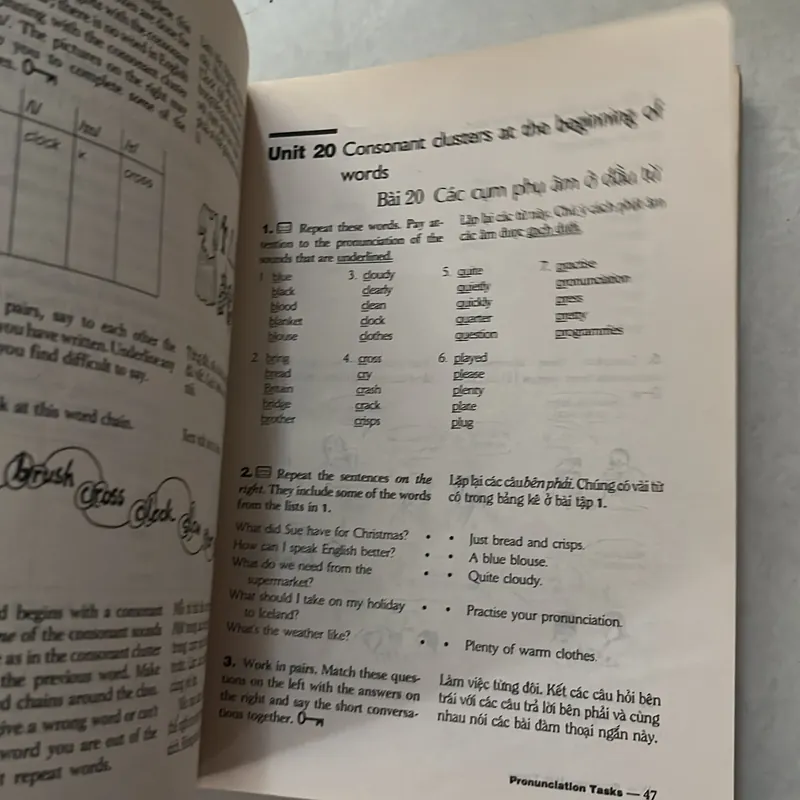 /l/
/m/
/r/
clock
x
cross
pairs, say to each other the
you have written. Underline any
you find difficult to say.
at this word chain.
brush
cross
clock
begins with a consonant
of the consonant sounds
as in the consonant cluster
the previous word. Make
chains around the class.
give a wrong word or can't
word you are out of the
repeat words.
Unit 20 Consonant clusters at the beginning of
words
Bài 20 Các cụm phụ âm ở đầu từ
1. Repeat these words. Pay at-
tention to the pronunciation of the
sounds that are underlined.
Lặp lại các từ này. Chú ý cách phát âm
các âm được gạch dưới.
1. blue
black
blood
blanket
blouse
2. bring
bread
Britain
bridge
brother
3. cloudy
clearly
clean
clock
clothes
4. cross
cry
crash
crack
crisps
5. quite
quietly
quickly
quarter
question
6. played
please
plenty
plate
plug
7. practise
pronunciation
press
pretty
programmes
2. Repeat the sentences on the
right. They include some of the words
from the lists in 1.
Lặp lại các câu bên phải. Chúng có vài từ
có trong bảng kê ở bài tập 1.
What did Sue have for Christmas? • • Just bread and crisps.
How can I speak English better? • • A blue blouse.
What do we need from the • • Quite cloudy.
supermarket?
What should I take on my holiday • • Practise your pronunciation.
to Iceland?
What's the weather like? • • Plenty of warm clothes.
3. Work in pairs. Match these ques-
tions on the left with the answers on
the right and say the short conversa-
tions together.
Làm việc từng đôi. Kết các câu hỏi bên
trái với các câu trả lời bên phải và cùng
nhau nói các bài đàm thoại ngắn này.
Pronunciation Tasks — 47